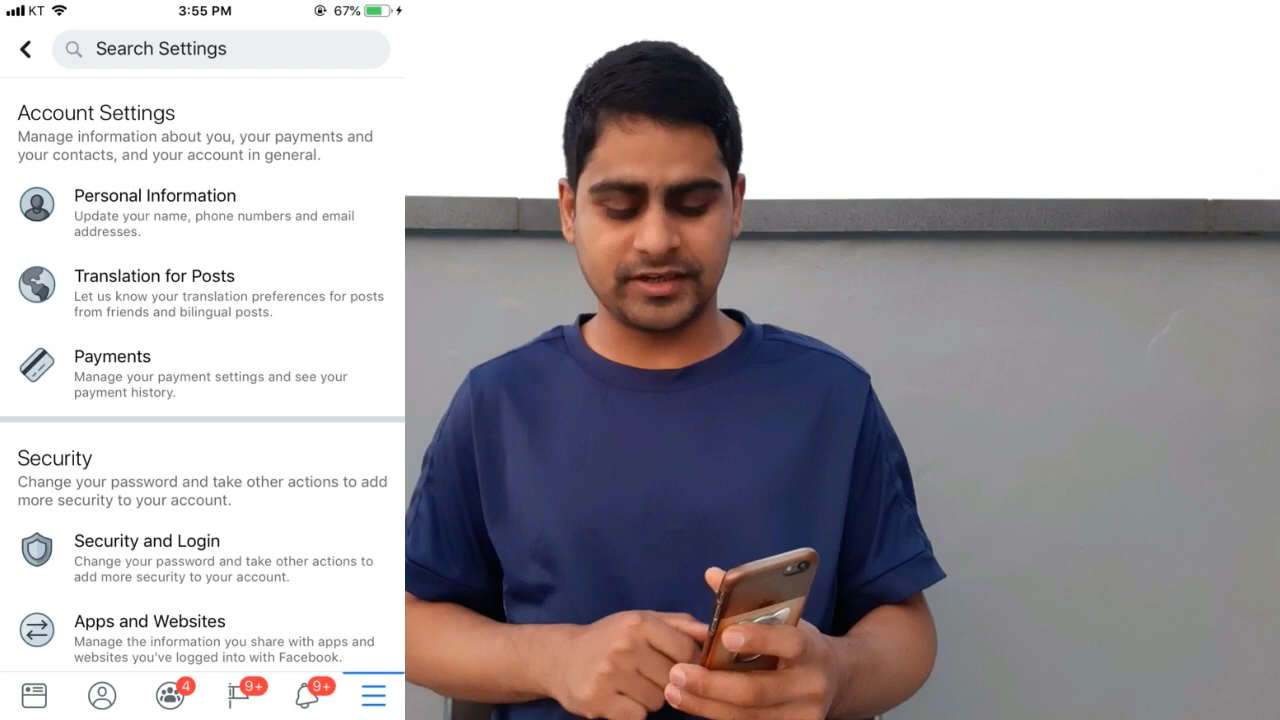 KT 3:55 PM 67%
Search Settings
Account Settings
Manage information about you, your payments and
your contacts, and your account in general.
Personal Information
Update your name, phone numbers and email
addresses.
Translation for Posts
Let us know your translation preferences for posts
from friends and bilingual posts.
Payments
Manage your payment settings and see your
payment history.
Security
Change your password and take other actions to add
more security to your account.
Security and Login
Change your password and take other actions to
add more security to your account.
Apps and Websites
Manage the information you share with apps and
websites you've logged into with Facebook.
4 9+ 9+